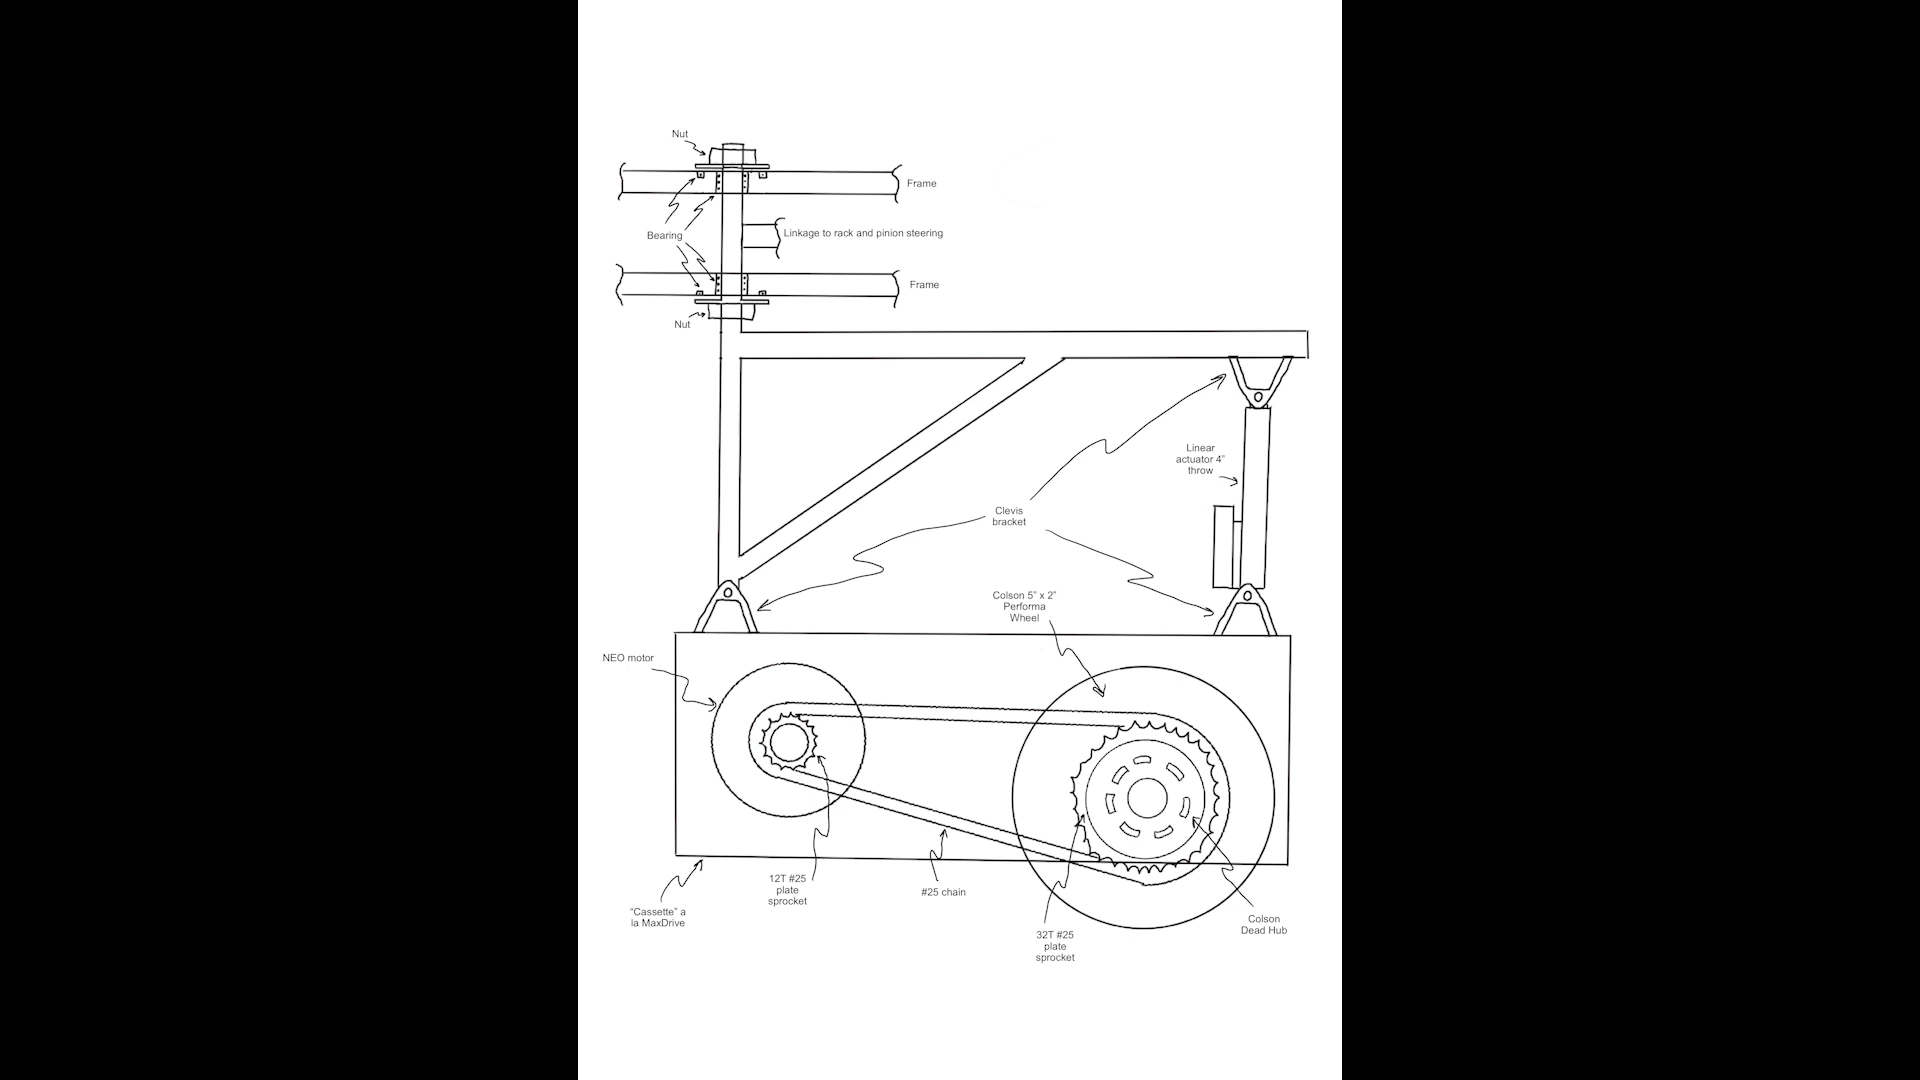 Nut
Frame
Bearing
Linkage to rack and pinion steering
Frame
Nut
Linear
actuator 4”
throw
Clevis
bracket
Colson 5” x 2”
Performa
Wheel
NEO motor
12T #25
plate
sprocket
#25 chain
“Cassette” a
la MaxDrive
32T #25
plate
sprocket
Colson
Dead Hub